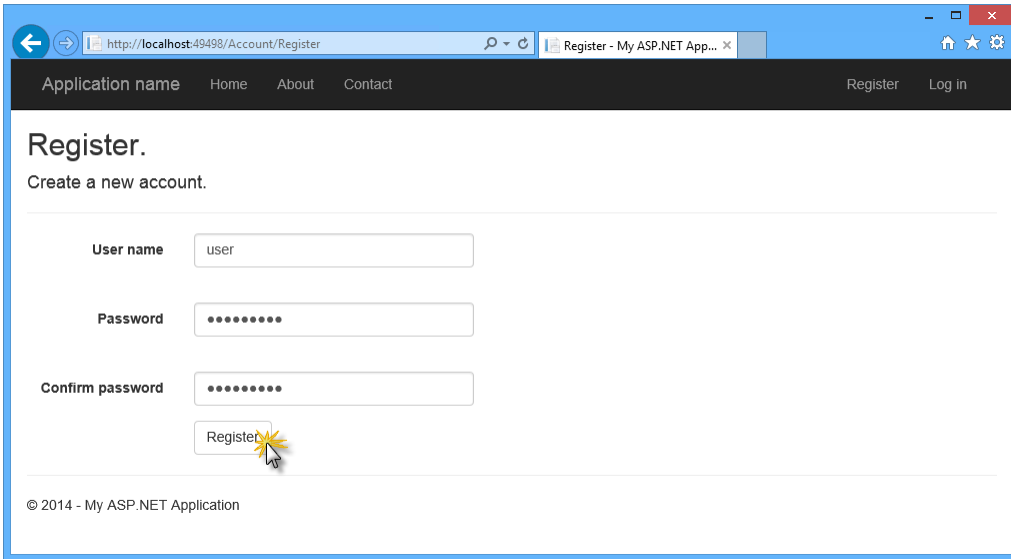 http://localhost:49498/Account/Register
Register - My ASP.NET App...
Application name Home About Contact Register Log in
Register.
Create a new account.
User name user
Password •••••••••
Confirm password •••••••••
Register
© 2014 - My ASP.NET Application